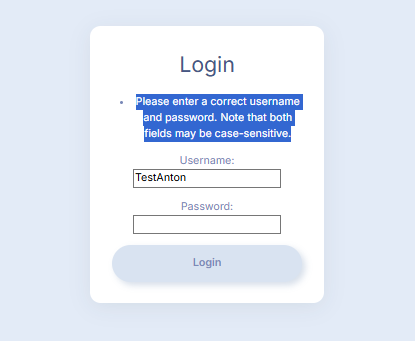 Login
Please enter a correct username
and password. Note that both
fields may be case-sensitive.
Username:
TestAnton
Password:
Login